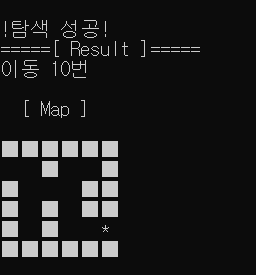 !탐색 성공!
=====[ Result ]=====
이동 10번
[ Map ]
■■■■■■
    ■    ■
■      ■■
■  ■  ■■
■  ■    *
■■■■■■